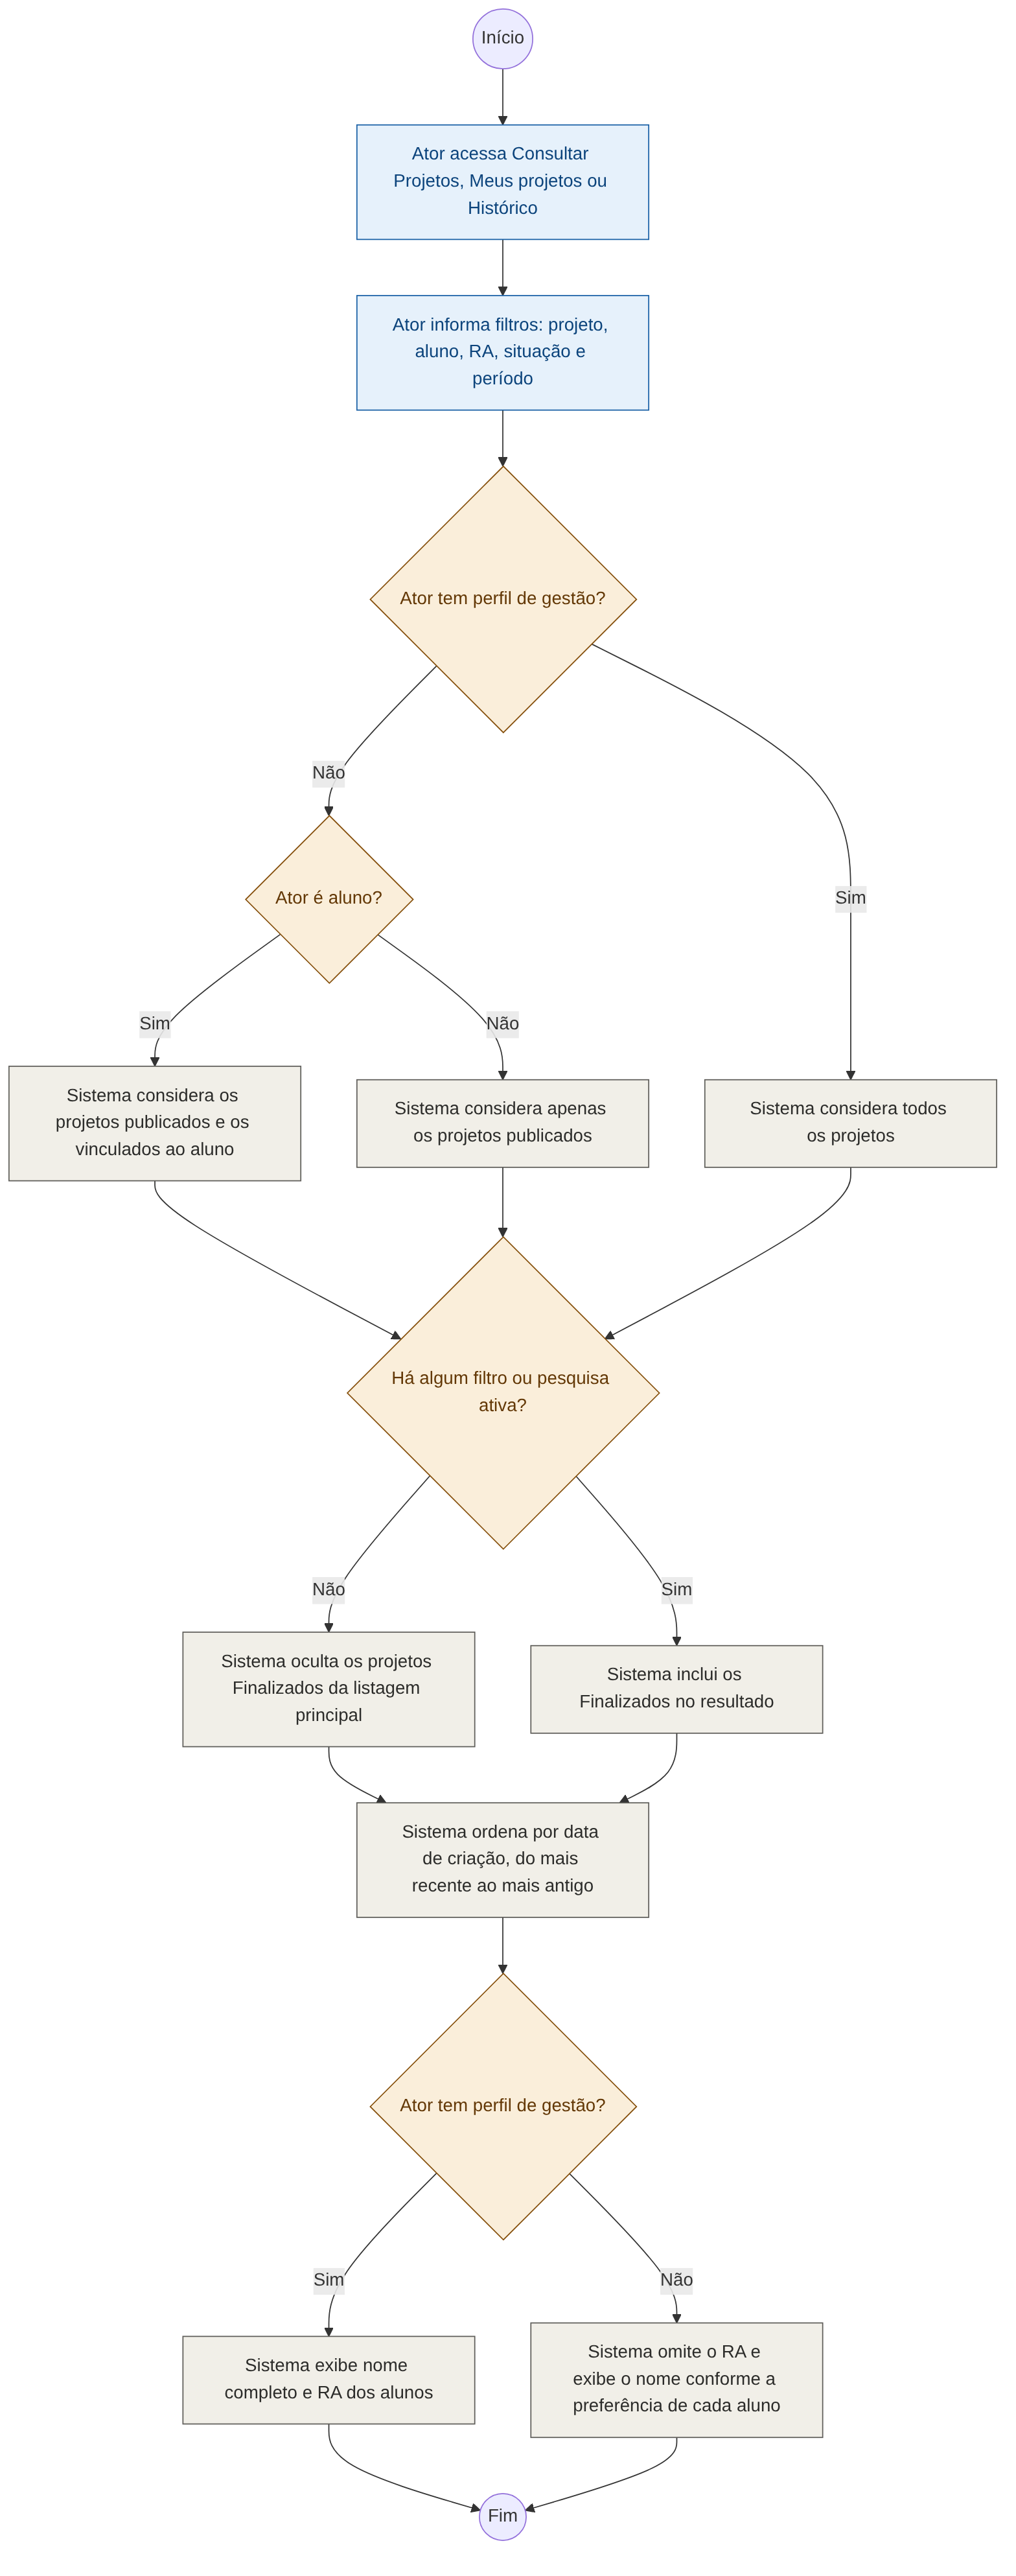 Início
Ator acessa Consultar
Projetos, Meus projetos ou
Histórico
Ator informa filtros: projeto,
aluno, RA, situação e
período
Ator tem perfil de gestão?
Não
Sim
Ator é aluno?
Sim
Não
Sistema considera os
projetos publicados e os
vinculados ao aluno
Sistema considera apenas
os projetos publicados
Sistema considera todos
os projetos
Há algum filtro ou pesquisa
ativa?
Não
Sim
Sistema oculta os projetos
Finalizados da listagem
principal
Sistema inclui os
Finalizados no resultado
Sistema ordena por data
de criação, do mais
recente ao mais antigo
Ator tem perfil de gestão?
Sim
Não
Sistema exibe nome
completo e RA dos alunos
Sistema omite o RA e
exibe o nome conforme a
preferência de cada aluno
Fim